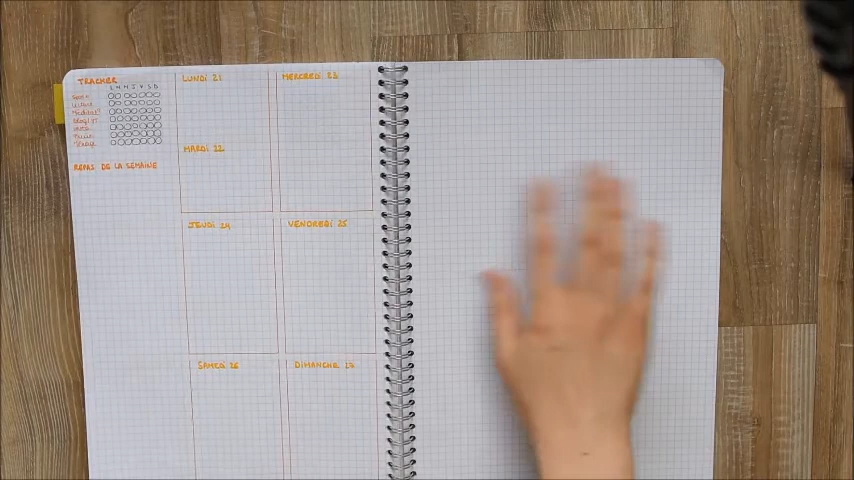 TRACKER
L M M J V S D
Sport
REPAS DE LA SEMAINE
LUNDI 21
MARDI 22
MERCREDI 23
JEUDI 24
VENDREDI 25
SAMEDI 26
DIMANCHE 27